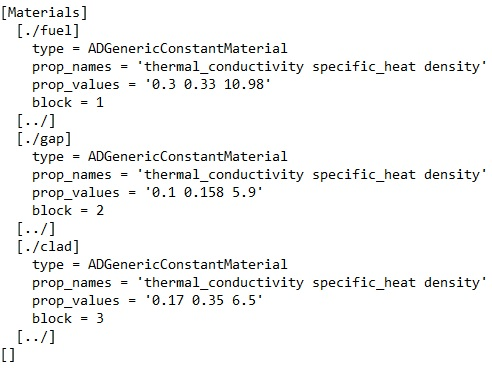 [Materials]
  [./fuel]
    type = ADGenericConstantMaterial
    prop_names = 'thermal_conductivity specific_heat density'
    prop_values = '0.3 0.33 10.98'
    block = 1
  [../]
  [./gap]
    type = ADGenericConstantMaterial
    prop_names = 'thermal_conductivity specific_heat density'
    prop_values = '0.1 0.158 5.9'
    block = 2
  [../]
  [./clad]
    type = ADGenericConstantMaterial
    prop_names = 'thermal_conductivity specific_heat density'
    prop_values = '0.17 0.35 6.5'
    block = 3
  [../]
[]